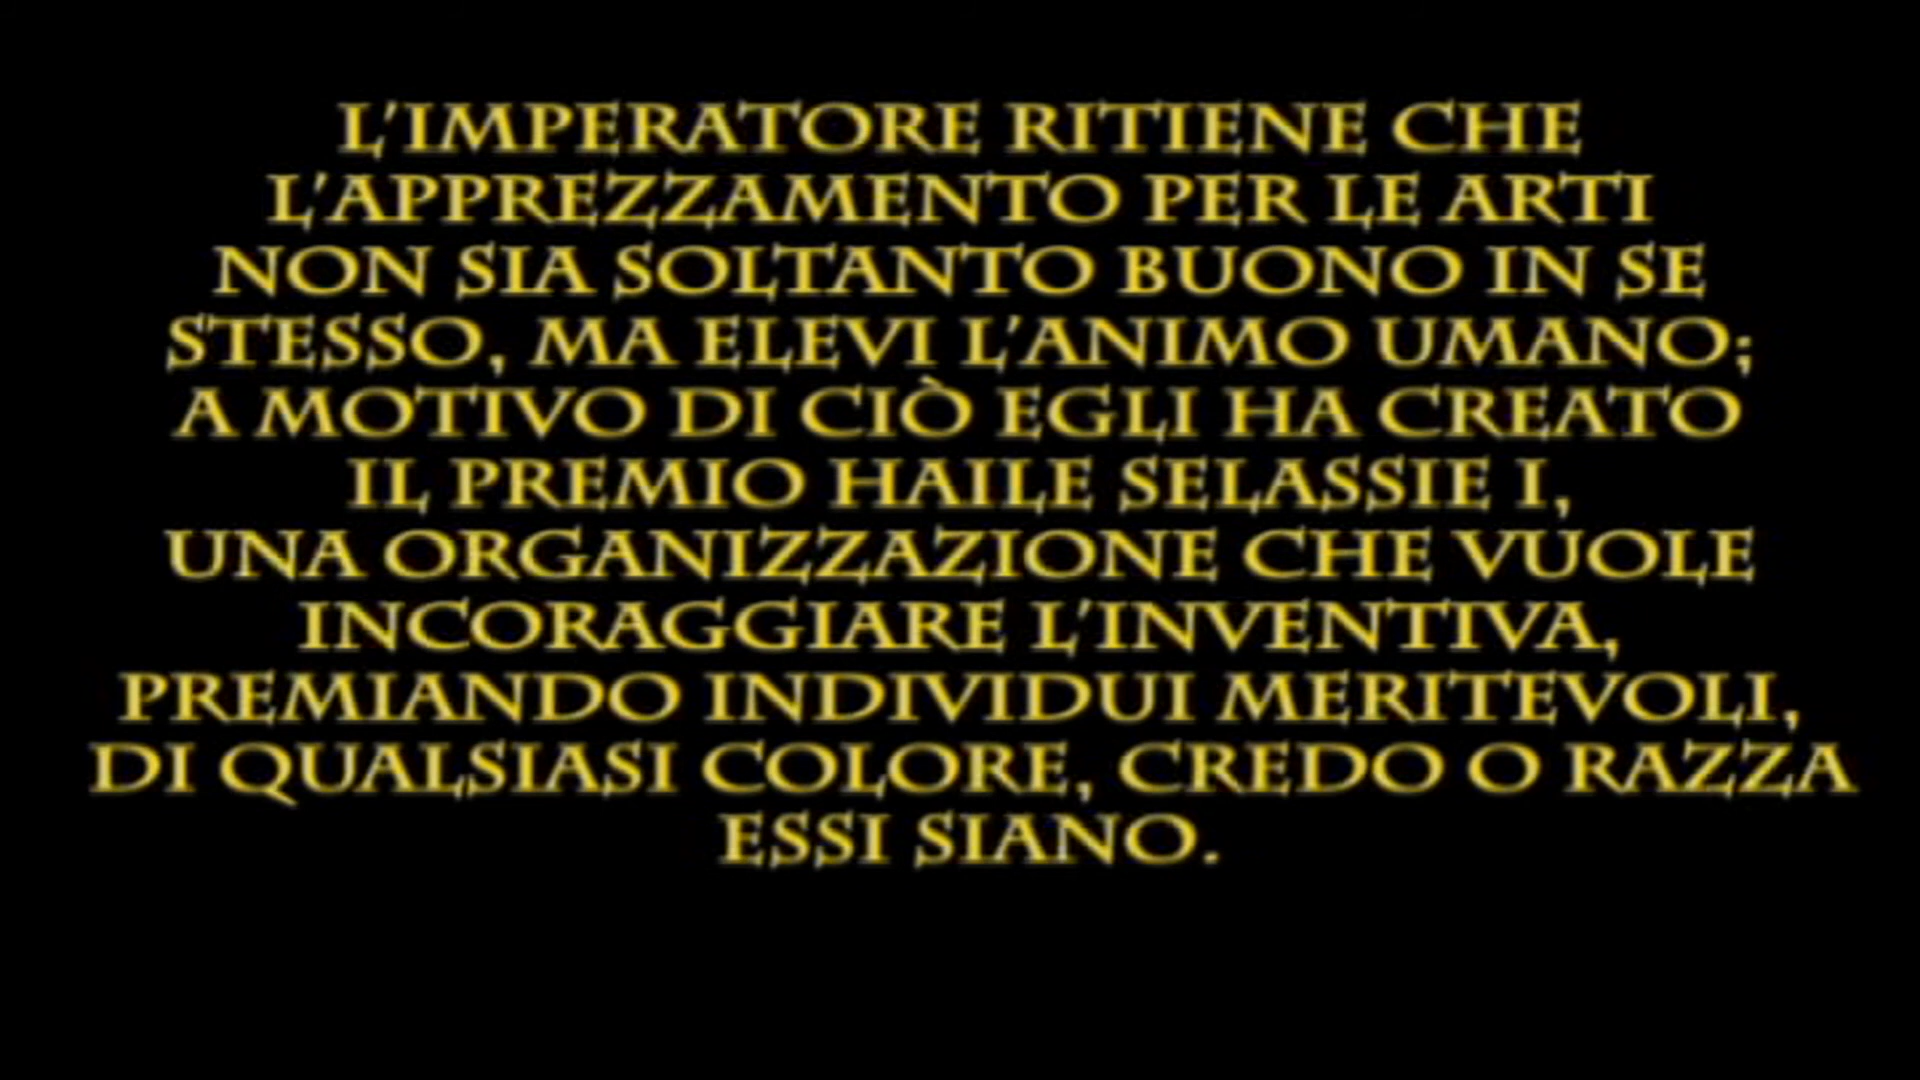 L'IMPERATORE RITIENE CHE
L'APPREZZAMENTO PER LE ARTI
NON SIA SOLTANTO BUONO IN SE
STESSO, MA ELEVI L'ANIMO UMANO;
A MOTIVO DI CIÒ EGLI HA CREATO
IL PREMIO HAILE SELASSIE I,
UNA ORGANIZZAZIONE CHE VUOLE
INCORAGGIARE L'INVENTIVA,
PREMIANDO INDIVIDUI MERITEVOLI,
DI QUALSIASI COLORE, CREDO O RAZZA
ESSI SIANO.